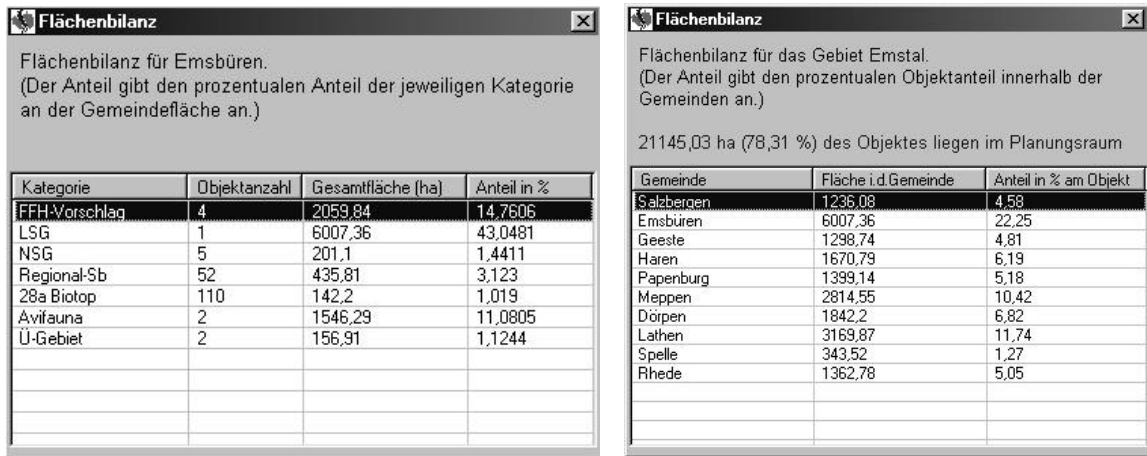 Flächenbilanz
Flächenbilanz für Emsbüren.
(Der Anteil gibt den prozentualen Anteil der jeweiligen Kategorie
an der Gemeindefläche an.)
Kategorie Objektanzahl Gesamtfläche (ha) Anteil in %
FFH-Vorschlag 4 2059,84 14,7606
LSG 1 6007,36 43,0481
NSG 5 201,1 1,4411
Regional-Sb 52 435,81 3,123
28a Biotop 110 142,2 1,019
Avifauna 2 1546,29 11,0805
Ü-Gebiet 2 156,91 1,1244
Flächenbilanz
Flächenbilanz für das Gebiet Emstal.
(Der Anteil gibt den prozentualen Objektanteil innerhalb der
Gemeinden an.)
21145,03 ha (78,31 %) des Objektes liegen im Planungsraum
Gemeinde Fläche i.d.Gemeinde Anteil in % am Objekt
Salzbergen 1236,08 4,58
Emsbüren 6007,36 22,25
Geeste 1298,74 4,81
Haren 1670,79 6,19
Papenburg 1399,14 5,18
Meppen 2814,55 10,42
Dörpen 1842,2 6,82
Lathen 3169,87 11,74
Spelle 343,52 1,27
Rhede 1362,78 5,05